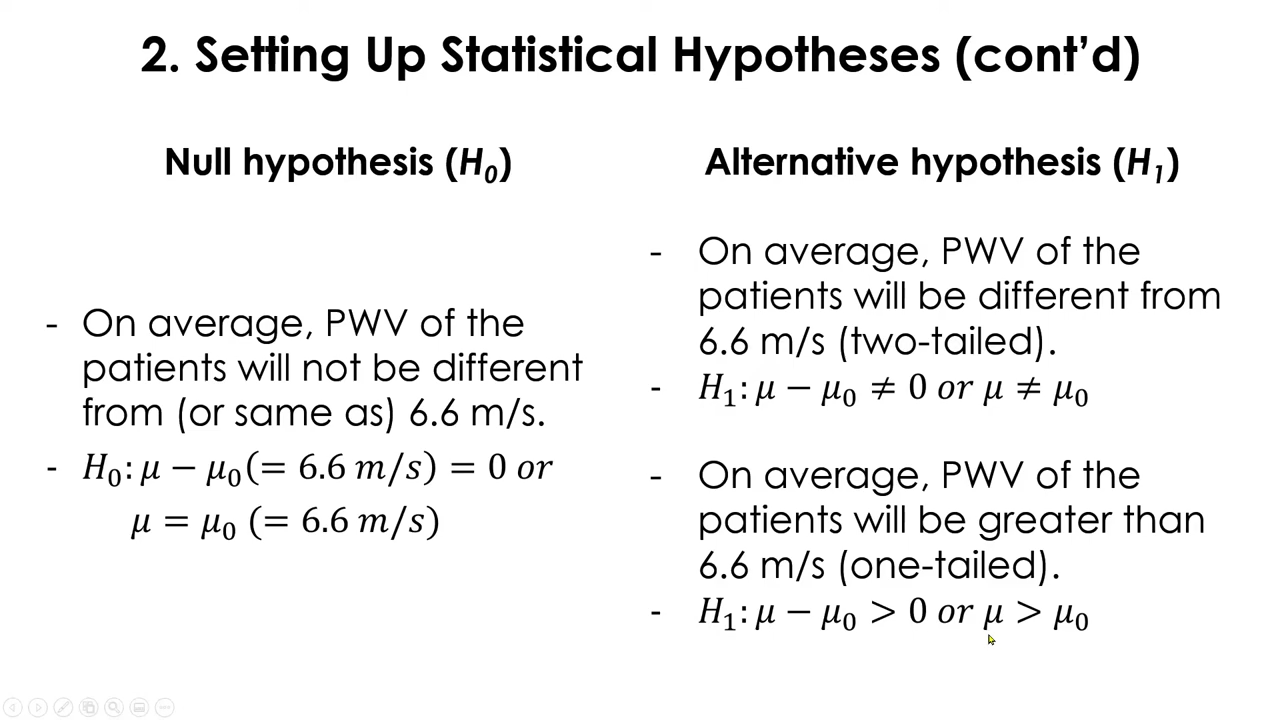 2. Setting Up Statistical Hypotheses (cont’d)
Null hypothesis (H₀)
- On average, PWV of the
patients will not be different
from (or same as) 6.6 m/s.
- H₀: μ − μ₀(= 6.6 m/s) = 0 or
μ = μ₀ (= 6.6 m/s)
Alternative hypothesis (H₁)
- On average, PWV of the
patients will be different from
6.6 m/s (two-tailed).
- H₁: μ − μ₀ ≠ 0 or μ ≠ μ₀
- On average, PWV of the
patients will be greater than
6.6 m/s (one-tailed).
- H₁: μ − μ₀ > 0 or μ > μ₀